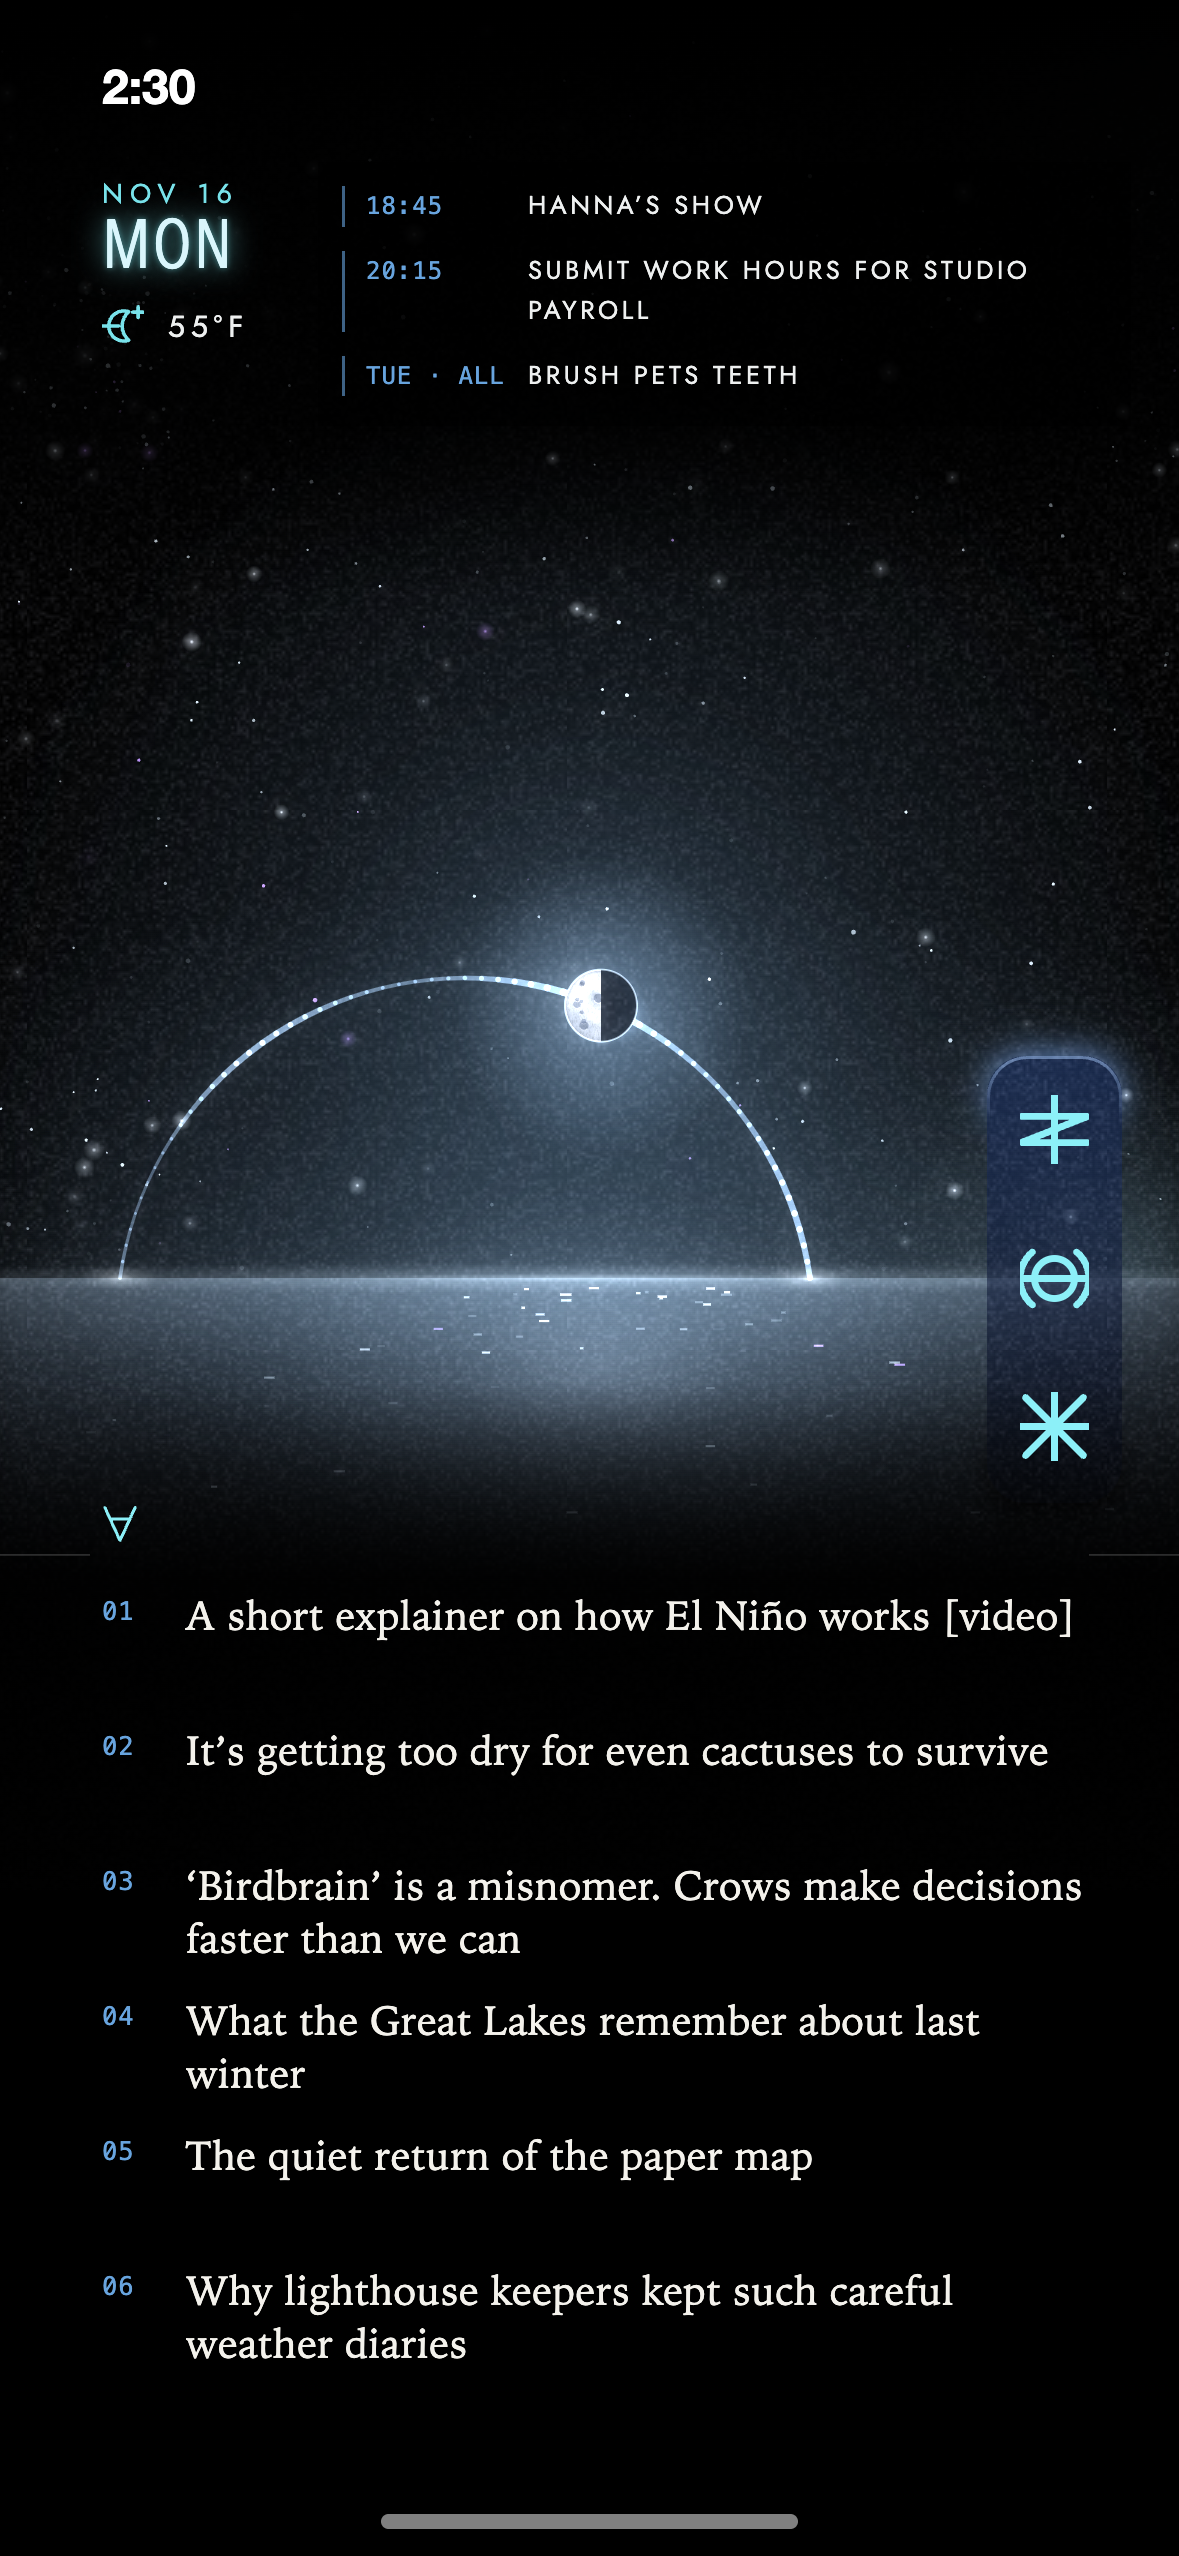 2:30
NOV 16
MON
55°F
18:45 HANNA’S SHOW
20:15 SUBMIT WORK HOURS FOR STUDIO
PAYROLL
TUE · ALL BRUSH PETS TEETH
∀
01 A short explainer on how El Niño works [video]
02 It’s getting too dry for even cactuses to survive
03 ‘Birdbrain’ is a misnomer. Crows make decisions
faster than we can
04 What the Great Lakes remember about last
winter
05 The quiet return of the paper map
06 Why lighthouse keepers kept such careful
weather diaries